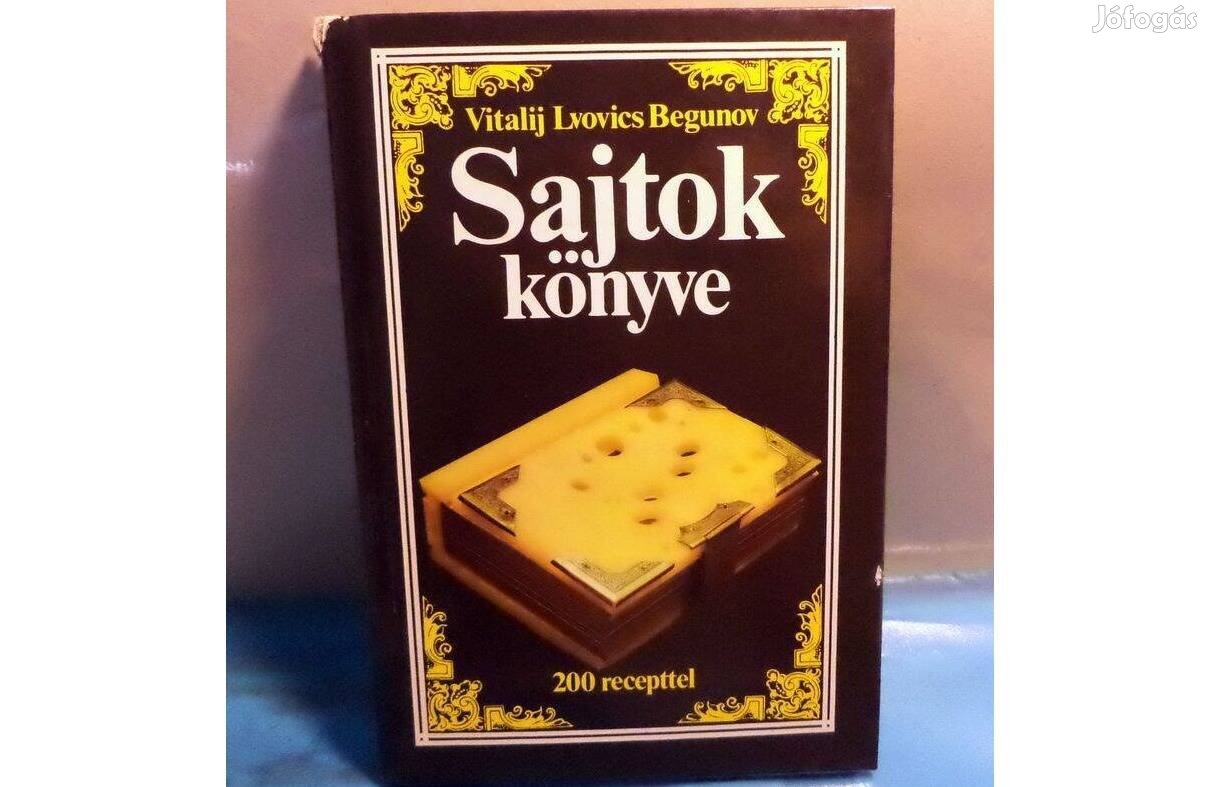 Jófogás
Vitalij Lvovics Begunov
Sajtok
könyve
200 recepttel